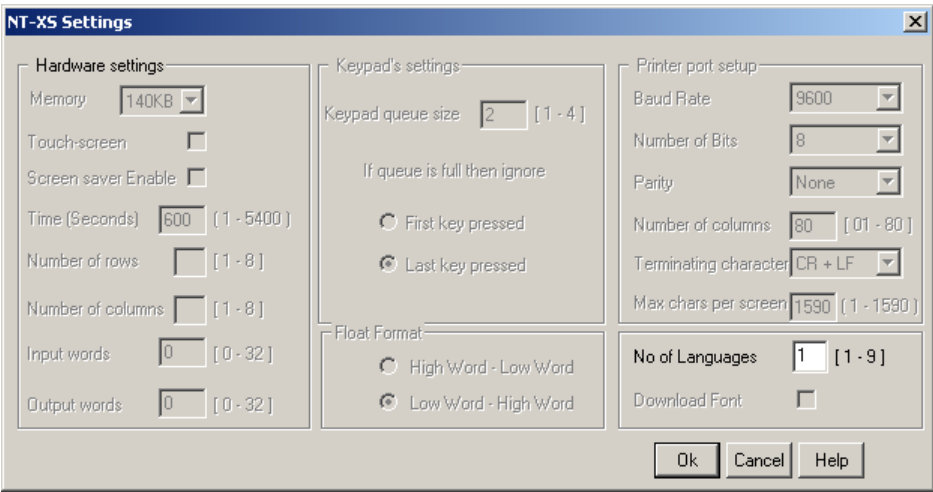 NT-XS Settings
Hardware settings
Memory 140KB
Touch-screen
Screen saver Enable
Time (Seconds) 600 ( 1 - 5400 )
Number of rows [ 1 - 8 ]
Number of columns [ 1 - 8 ]
Input words 0 [ 0 - 32 ]
Output words 0 [ 0 - 32 ]
Keypad's settings
Keypad queue size 2 [ 1 - 4 ]
If queue is full then ignore
First key pressed
Last key pressed
Float Format
High Word - Low Word
Low Word - High Word
Printer port setup
Baud Rate 9600
Number of Bits 8
Parity None
Number of columns 80 [ 01 - 80 ]
Terminating character CR + LF
Max chars per screen 1590 ( 1 - 1590 )
No of Languages 1 [ 1 - 9 ]
Download Font
Ok Cancel Help